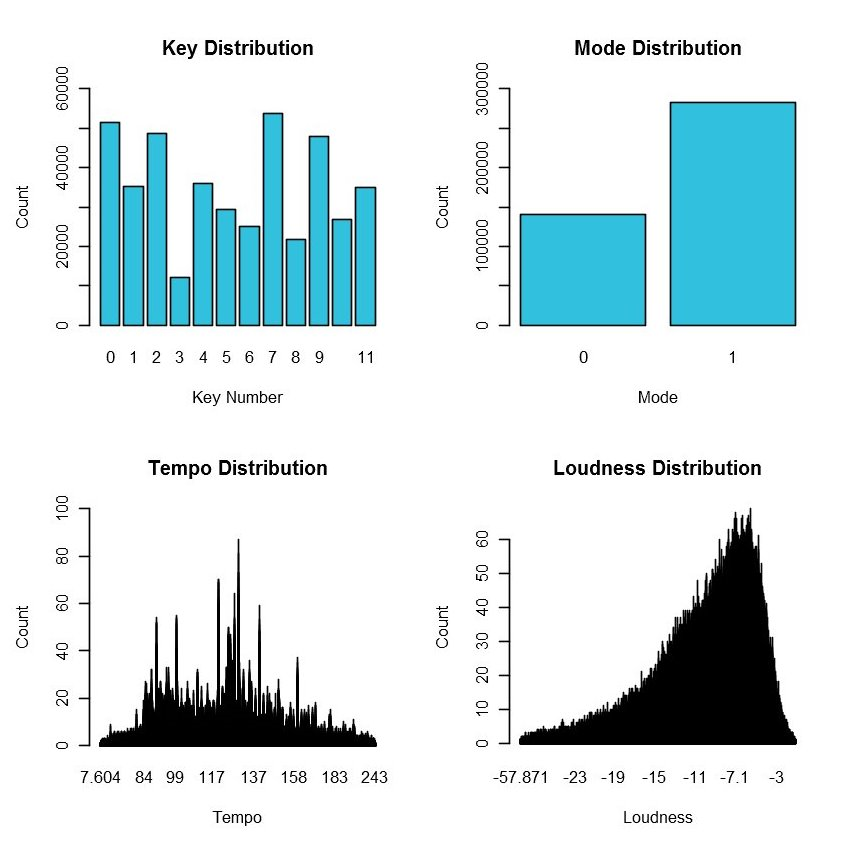 Key Distribution
Count
0 20000 40000 60000
0 1 2 3 4 5 6 7 8 9 11
Key Number
Mode Distribution
Count
0 100000 200000 300000
0 1
Mode
Tempo Distribution
Count
0 20 40 60 80 100
7.604 84 99 117 137 158 183 243
Tempo
Loudness Distribution
Count
0 10 20 30 40 50 60
-57.871 -23 -19 -15 -11 -7.1 -3
Loudness